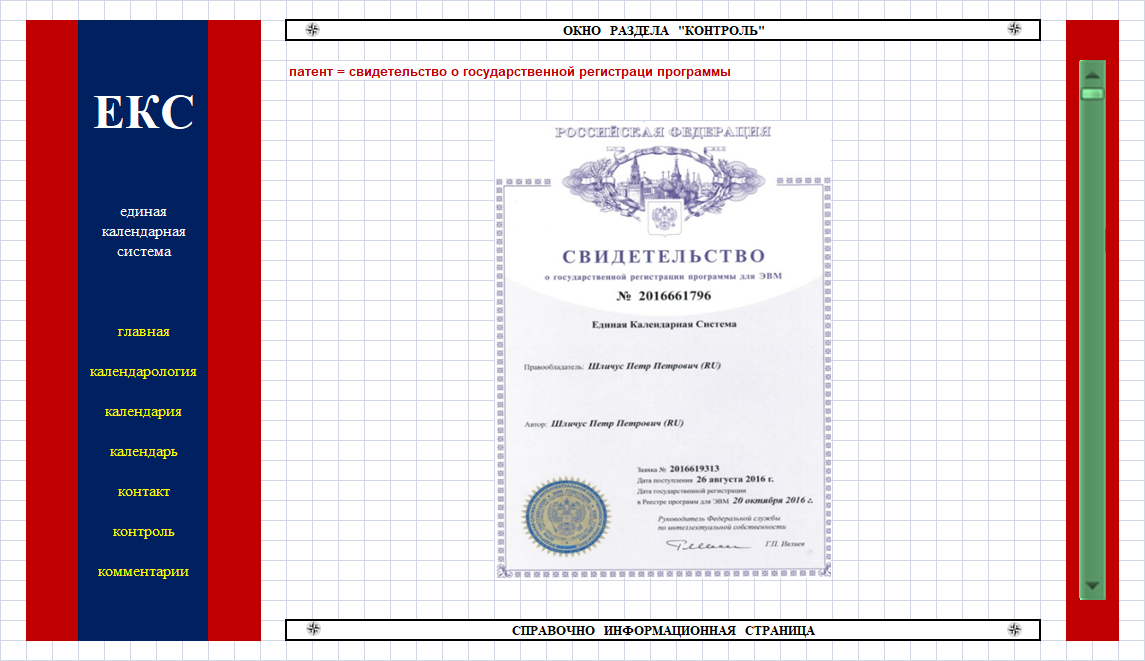 ЕКС
единая
календарная
система
главная
календарология
календария
календарь
контакт
контроль
комментарии
ОКНО РАЗДЕЛА "КОНТРОЛЬ"
патент = свидетельство о государственной регистраци программы
РОССИЙСКАЯ ФЕДЕРАЦИЯ
СВИДЕТЕЛЬСТВО
о государственной регистрации программы для ЭВМ
№ 2016661796
Единая Календарная Система
Правообладатель: Шличус Петр Петрович (RU)
Автор: Шличус Петр Петрович (RU)
Заявка № 2016619313
Дата поступления 26 августа 2016 г.
Дата государственной регистрации
в Реестре программ для ЭВМ 20 октября 2016 г.
Руководитель Федеральной службы
по интеллектуальной собственности
Г.П. Ивлиев
СПРАВОЧНО ИНФОРМАЦИОННАЯ СТРАНИЦА